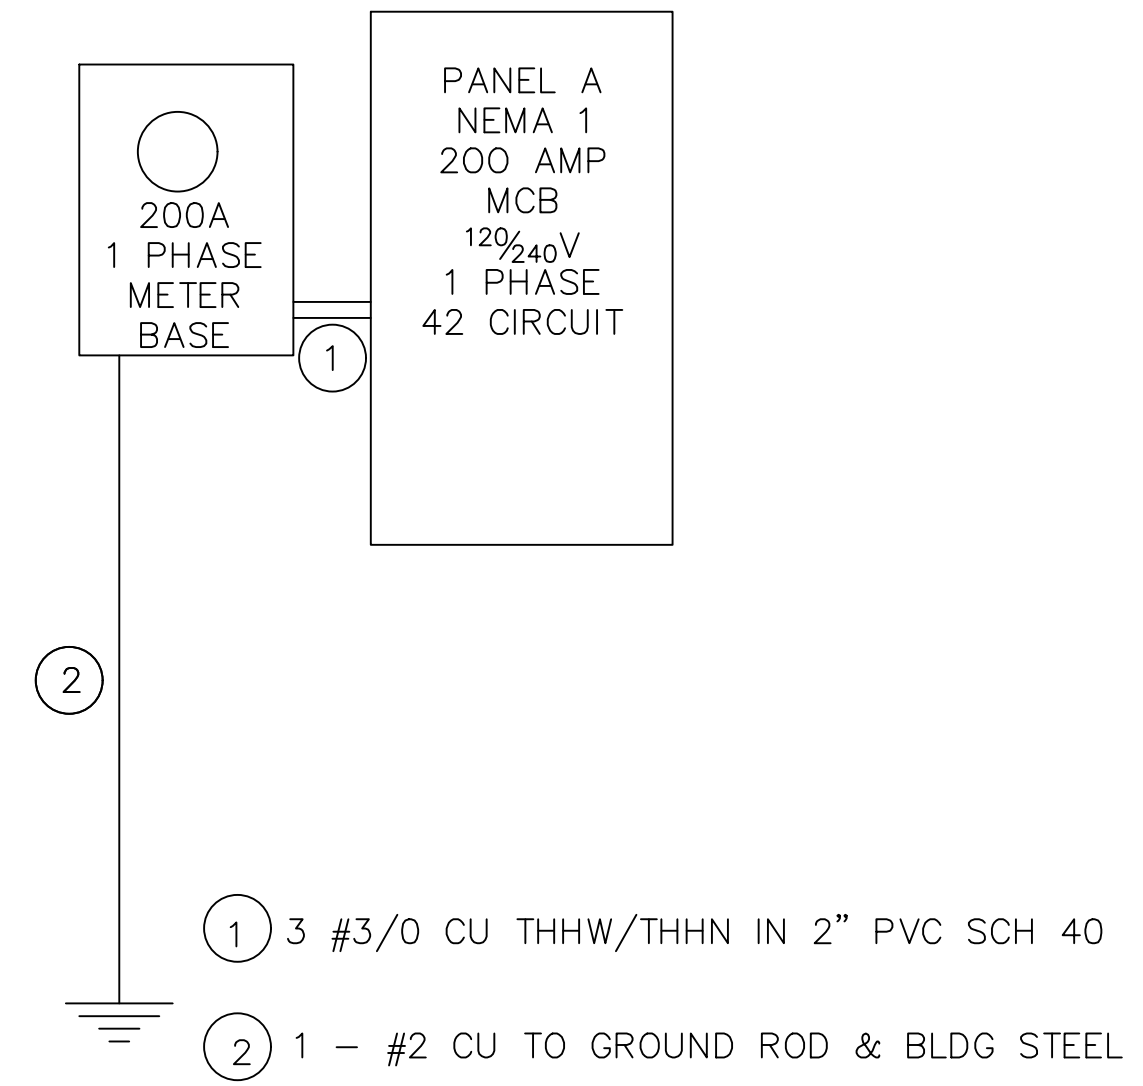 PANEL A
NEMA 1
200 AMP
MCB
120/240V
1 PHASE
42 CIRCUIT
200A
1 PHASE
METER
BASE
1
2
1 3 #3/0 CU THHW/THHN IN 2" PVC SCH 40
2 1 - #2 CU TO GROUND ROD & BLDG STEEL